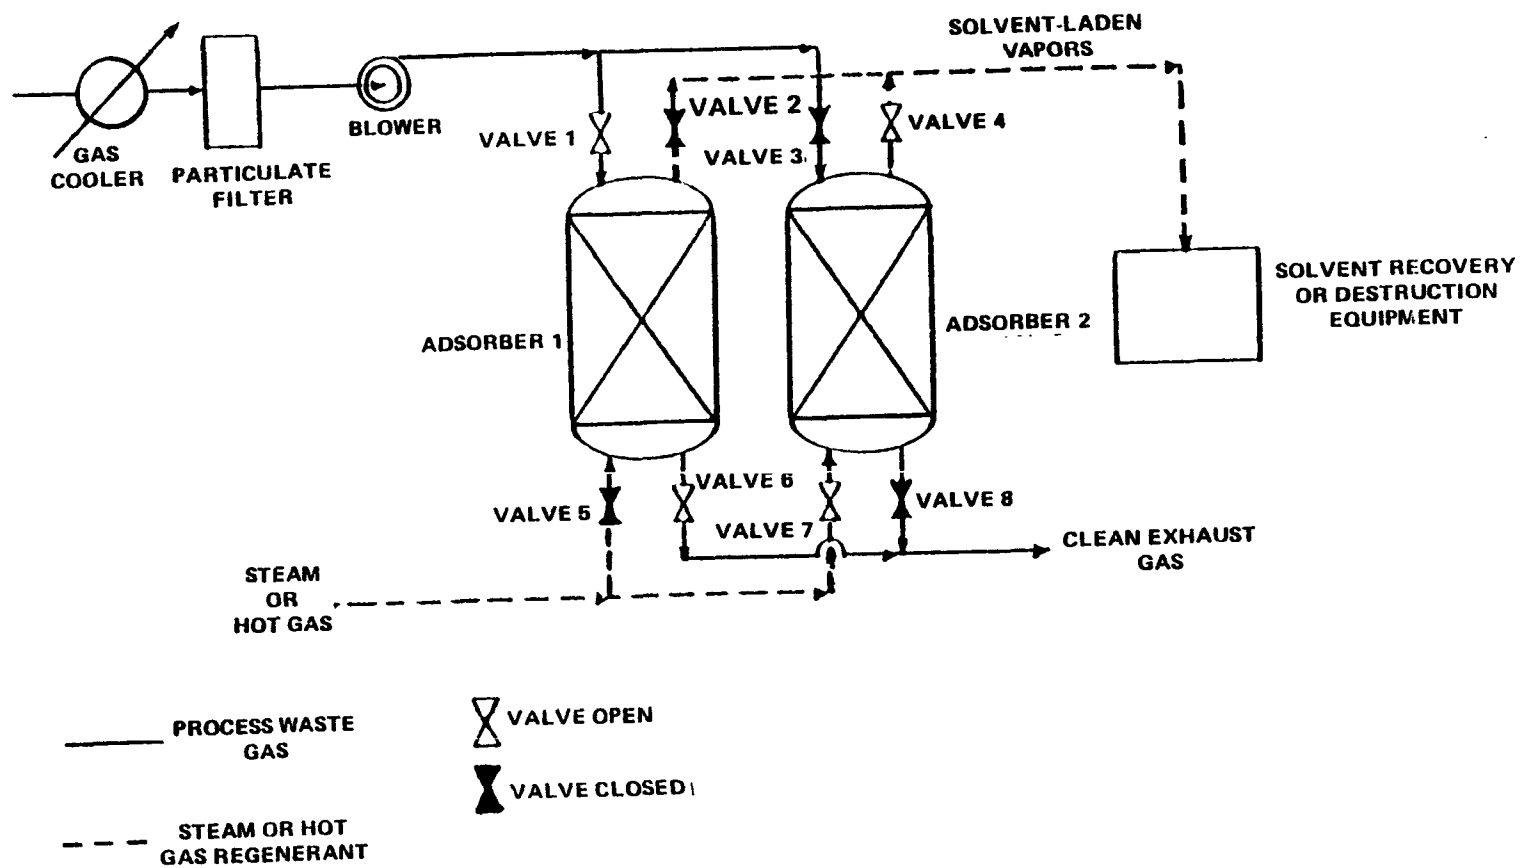 SOLVENT-LADEN
VAPORS
VALVE 2
VALVE 4
BLOWER
VALVE 1
GAS
COOLER
PARTICULATE
FILTER
VALVE 3
SOLVENT RECOVERY
OR DESTRUCTION
EQUIPMENT
ADSORBER 1
ADSORBER 2
VALVE 6
VALVE 5
VALVE 7
VALVE 8
CLEAN EXHAUST
GAS
STEAM
OR
HOT GAS
PROCESS WASTE
GAS
VALVE OPEN
VALVE CLOSED
STEAM OR HOT
GAS REGENERANT